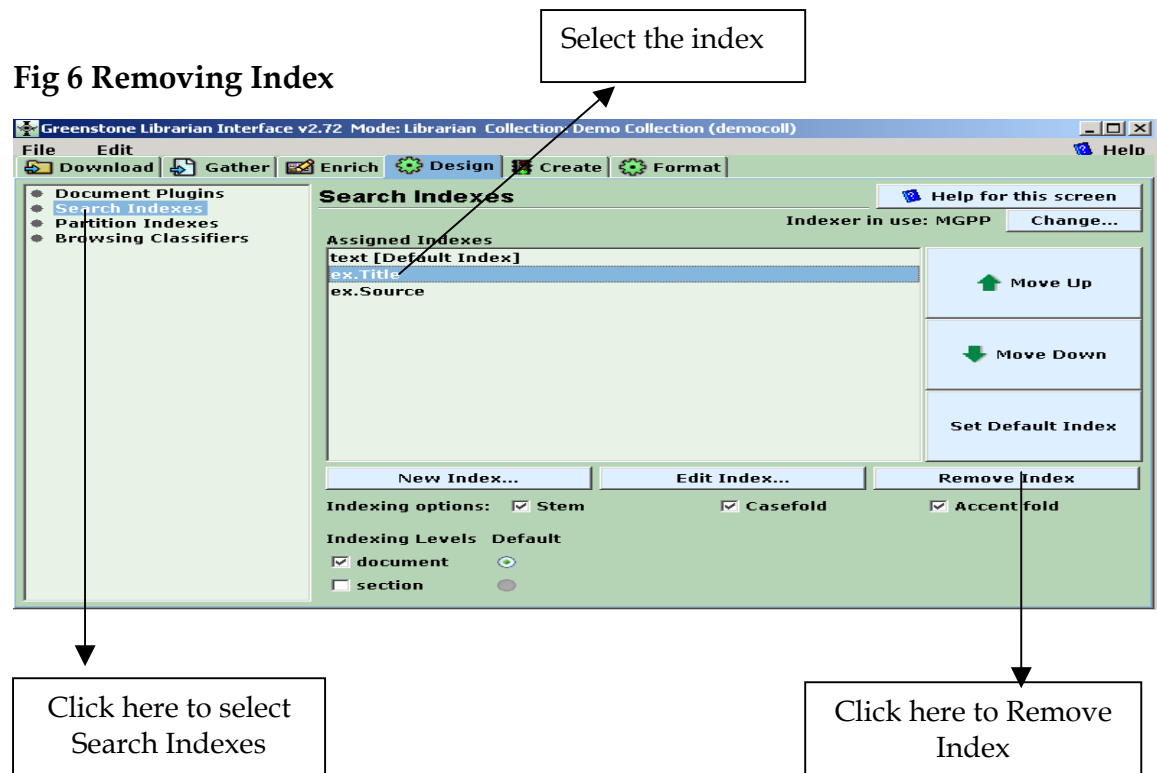 Select the index
Fig 6 Removing Index
Greenstone Librarian Interface v2.72 Mode: Librarian Collection: Demo Collection (democoll)
File Edit Help
Download Gather Enrich Design Create Format
Document Plugins
Search Indexes
Partition Indexes
Browsing Classifiers
Search Indexes Help for this screen
Indexer in use: MGPP Change...
Assigned Indexes
text [Default Index]
ex.Title
ex.Source
Move Up
Move Down
Set Default Index
New Index... Edit Index... Remove Index
Indexing options: Stem Casefold Accent fold
Indexing Levels Default
document
section
Click here to select
Search Indexes
Click here to Remove
Index